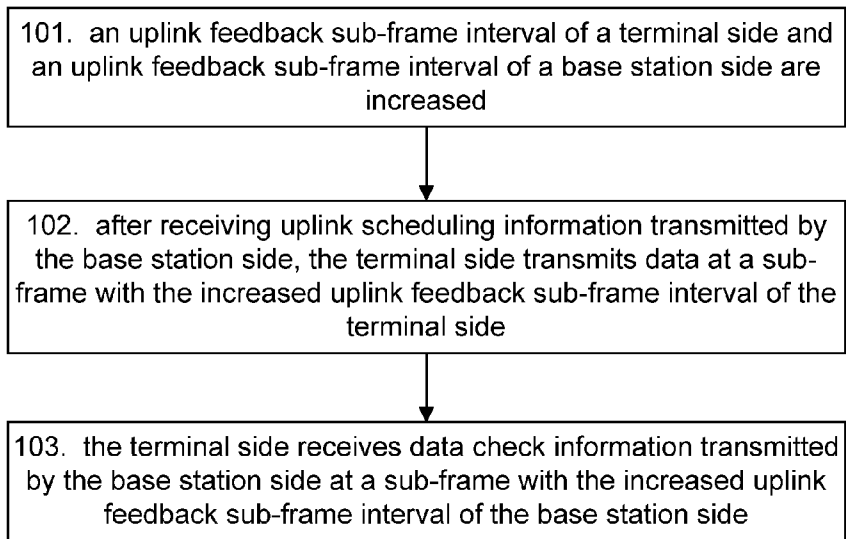 101.  an uplink feedback sub-frame interval of a terminal side and
an uplink feedback sub-frame interval of a base station side are
increased
102.  after receiving uplink scheduling information transmitted by
the base station side, the terminal side transmits data at a sub-
frame with the increased uplink feedback sub-frame interval of the
terminal side
103.  the terminal side receives data check information transmitted
by the base station side at a sub-frame with the increased uplink
feedback sub-frame interval of the base station side